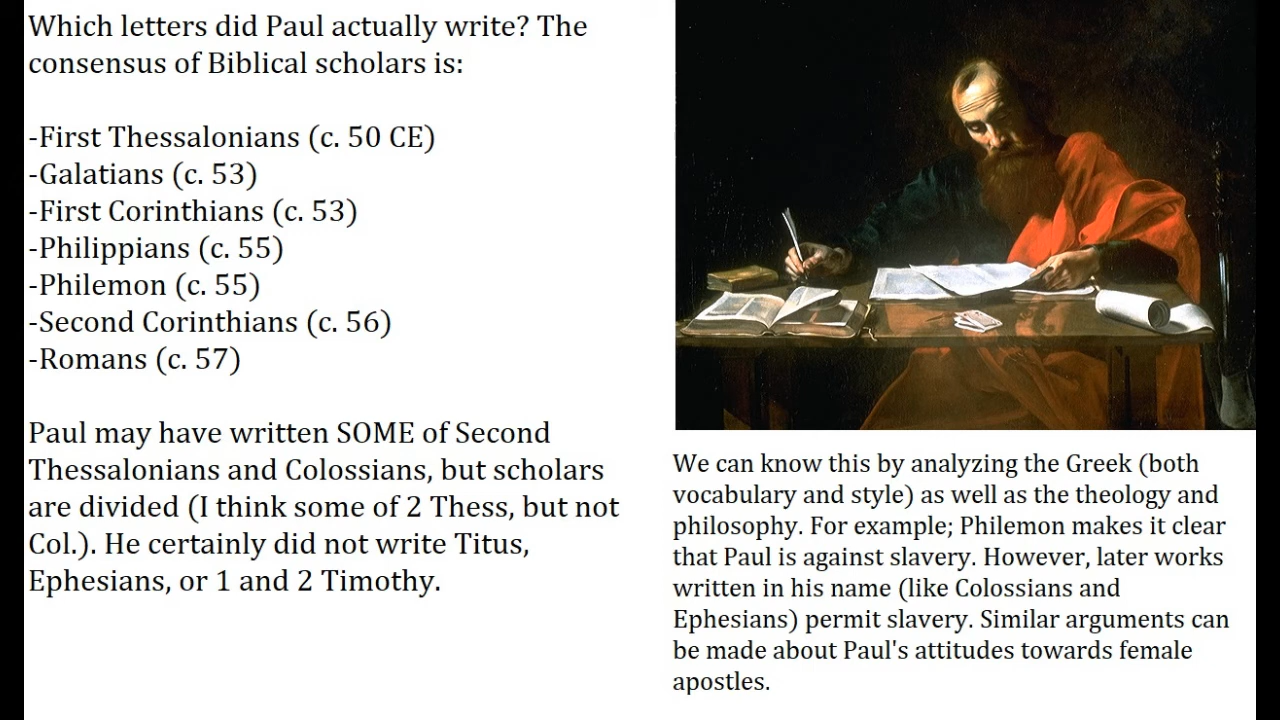 Which letters did Paul actually write? The
consensus of Biblical scholars is:
-First Thessalonians (c. 50 CE)
-Galatians (c. 53)
-First Corinthians (c. 53)
-Philippians (c. 55)
-Philemon (c. 55)
-Second Corinthians (c. 56)
-Romans (c. 57)
Paul may have written SOME of Second
Thessalonians and Colossians, but scholars
are divided (I think some of 2 Thess, but not
Col.). He certainly did not write Titus,
Ephesians, or 1 and 2 Timothy.
We can know this by analyzing the Greek (both
vocabulary and style) as well as the theology and
philosophy. For example; Philemon makes it clear
that Paul is against slavery. However, later works
written in his name (like Colossians and
Ephesians) permit slavery. Similar arguments can
be made about Paul's attitudes towards female
apostles.